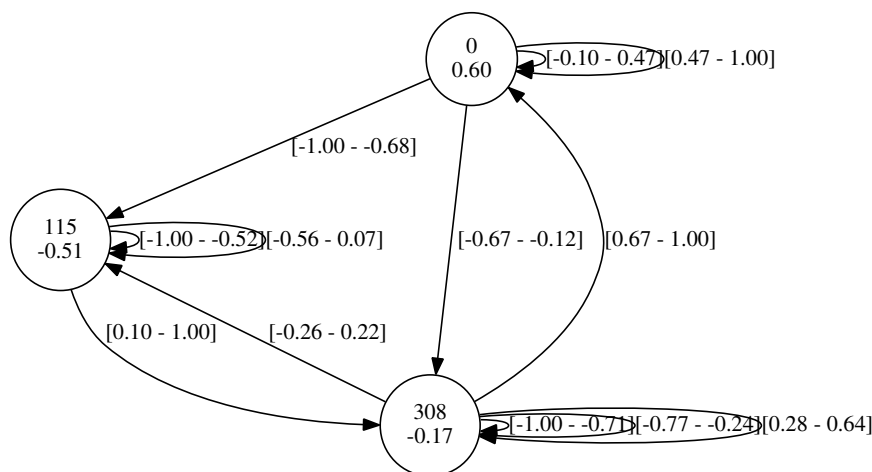 0
0.60
[-0.10 - 0.47]
[0.47 - 1.00]
[-1.00 - -0.68]
115
-0.51
[-1.00 - -0.52]
[-0.56 - 0.07]
[-0.67 - -0.12]
[0.67 - 1.00]
[0.10 - 1.00]
[-0.26 - 0.22]
308
-0.17
[-1.00 - -0.71]
[-0.77 - -0.24]
[0.28 - 0.64]